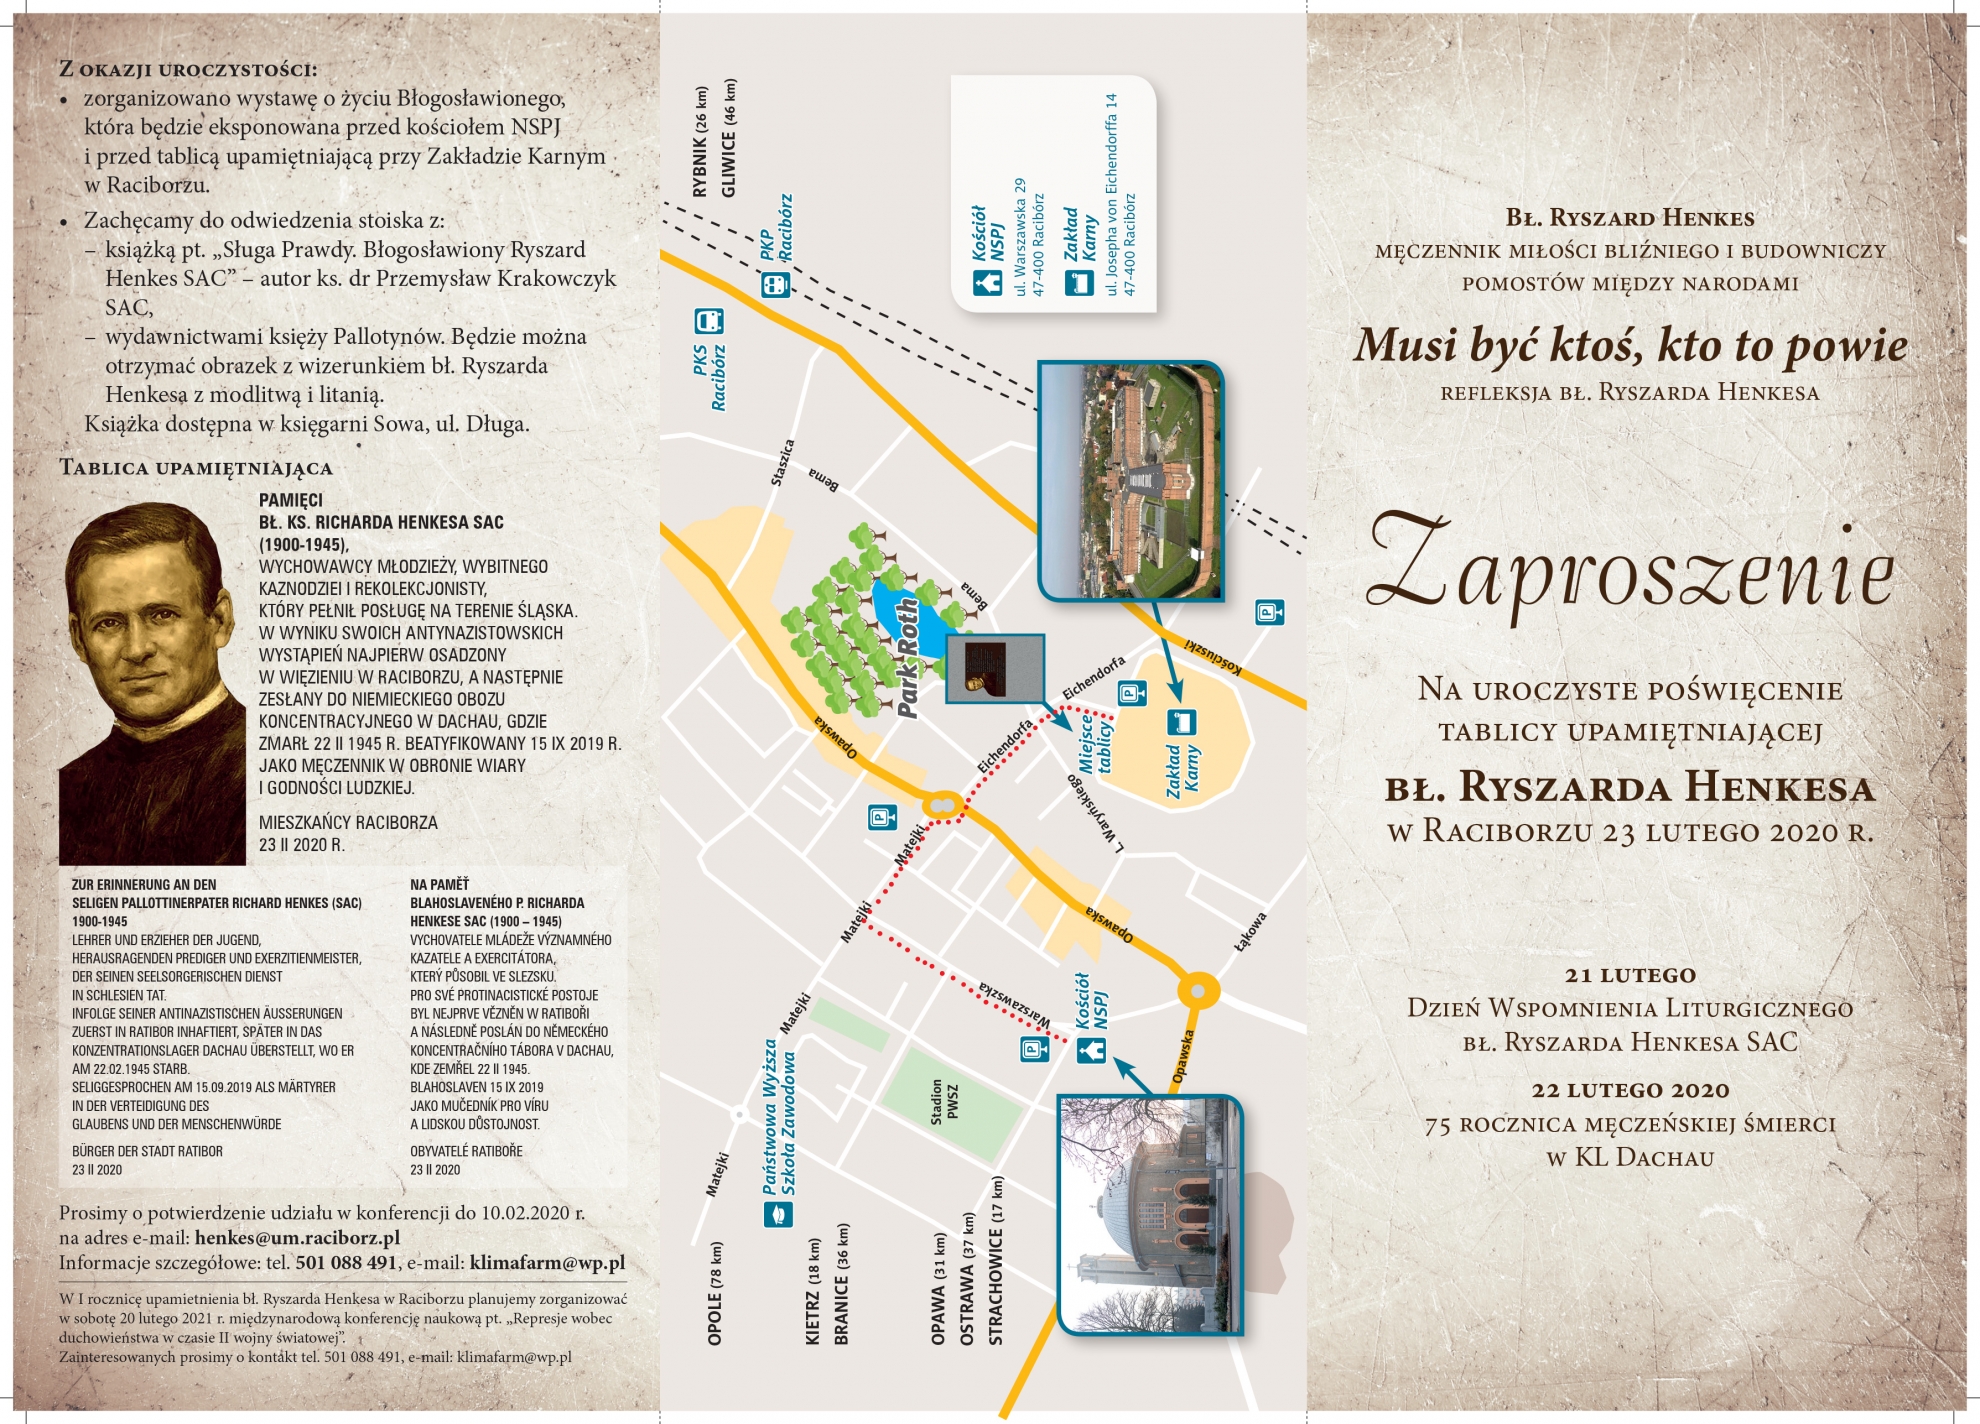 Z okazji uroczystości:
• zorganizowano wystawę o życiu Błogosławionego,
która będzie eksponowana przed kościołem NSPJ
i przed tablicą upamiętniającą przy Zakładzie Karnym
w Raciborzu.
• Zachęcamy do odwiedzenia stoiska z:
– książką pt. „Sługa Prawdy. Błogosławiony Ryszard
Henkes SAC” – autor ks. dr Przemysław Krakowczyk
SAC,
– wydawnictwami księży Pallotynów. Będzie można
otrzymać obrazek z wizerunkiem bł. Ryszarda
Henkesa z modlitwą i litanią.
Książka dostępna w księgarni Sowa, ul. Długa.
Tablica upamiętniająca
PAMIĘCI
BŁ. KS. RICHARDA HENKESA SAC
(1900-1945),
WYCHOWAWCY MŁODZIEŻY, WYBITNEGO
KAZNODZIEI I REKOLEKCJONISTY,
KTÓRY PEŁNIŁ POSŁUGĘ NA TERENIE ŚLĄSKA.
W WYNIKU SWOICH ANTYNAZISTOWSKICH
WYSTĄPIEŃ NAJPIERW OSADZONY
W WIĘZIENIU W RACIBORZU, A NASTĘPNIE
ZESŁANY DO NIEMIECKIEGO OBOZU
KONCENTRACYJNEGO W DACHAU, GDZIE
ZMARŁ 22 II 1945 R. BEATYFIKOWANY 15 IX 2019 R.
JAKO MĘCZENNIK W OBRONIE WIARY
I GODNOŚCI LUDZKIEJ.
MIESZKAŃCY RACIBORZA
23 II 2020 R.
ZUR ERINNERUNG AN DEN
SELIGEN PALLOTTINERPATER RICHARD HENKES (SAC)
1900-1945
LEHRER UND ERZIEHER DER JUGEND,
HERAUSRAGENDEN PREDIGER UND EXERZITIENMEISTER,
DER SEINEN SEELSORGERISCHEN DIENST
IN SCHLESIEN TAT.
INFOLGE SEINER ANTINAZISTISCHEN ÄUSSERUNGEN
ZUERST IN RATIBOR INHAFTIERT, SPÄTER IN DAS
KONZENTRATIONSLAGER DACHAU ÜBERSTELLT, WO ER
AM 22.02.1945 STARB.
SELIGGESPROCHEN AM 15.09.2019 ALS MÄRTYRER
IN DER VERTEIDIGUNG DES
GLAUBENS UND DER MENSCHENWÜRDE
BÜRGER DER STADT RATIBOR
23 II 2020
NA PAMĚŤ
BLAHOSLAVENÉHO P. RICHARDA
HENKESE SAC (1900 – 1945)
VYCHOVATELE MLÁDEŽE VÝZNAMNÉHO
KAZATELE A EXERCITÁTORA,
KTERÝ PŮSOBIL VE SLEZSKU.
PRO SVÉ PROTINACISTICKÉ POSTOJE
BYL NEJPRVE VĚZNĚN W RATIBOŘI
A NÁSLEDNĚ POSLÁN DO NĚMECKÉHO
KONCENTRAČNÍHO TÁBORA V DACHAU,
KDE ZEMŘEL 22 II 1945.
BLAHOSLAVEN 15 IX 2019
JAKO MUČEDNÍK PRO VÍRU
A LIDSKOU DŮSTOJNOST.
OBYVATELÉ RATIBOŘE
23 II 2020
Prosimy o potwierdzenie udziału w konferencji do 10.02.2020 r.
na adres e-mail: henkes@um.raciborz.pl
Informacje szczegółowe: tel. 501 088 491, e-mail: klimafarm@wp.pl
W I rocznicę upamietnienia bł. Ryszarda Henkesa w Raciborzu planujemy zorganizować
w sobotę 20 lutego 2021 r. międzynarodową konferencję naukową pt. „Represje wobec
duchowieństwa w czasie II wojny światowej”.
Zainteresowanych prosimy o kontakt tel. 501 088 491, e-mail: klimafarm@wp.pl
RYBNIK (26 km)
GLIWICE (46 km)
PKP
Racibórz
PKS
Racibórz
Kościół
NSPJ
ul. Warszawska 29
47-400 Racibórz
Zakład
Karny
ul. Josepha von Eichendorffa 14
47-400 Racibórz
Staszica
Bema
Bema
Park Roth
P
Kościuszki
Eichendorfa
P
Eichendorfa
Miejsce
tablicy
Zakład
Karny
Opawska
P
Matejki
L. Waryńskiego
Matejki
Opawska
Łąkowa
Matejki
Warszawska
P
Kościół
NSPJ
Opawska
Państwowa Wyższa
Szkoła Zawodowa
Stadion
PWSZ
Matejki
OPOLE (78 km)
KIETRZ (18 km)
BRANICE (36 km)
OPAWA (31 km)
OSTRAWA (37 km)
STRACHOWICE (17 km)
Bł. Ryszard Henkes
męczennik miłości bliźniego i budowniczy
pomostów między narodami
Musi być ktoś, kto to powie
refleksja bł. Ryszarda Henkesa
Zaproszenie
Na uroczyste poświęcenie
tablicy upamiętniającej
bł. Ryszarda Henkesa
w Raciborzu 23 lutego 2020 r.
21 lutego
Dzień Wspomnienia Liturgicznego
bł. Ryszarda Henkesa SAC
22 lutego 2020
75 rocznica męczeńskiej śmierci
w KL Dachau